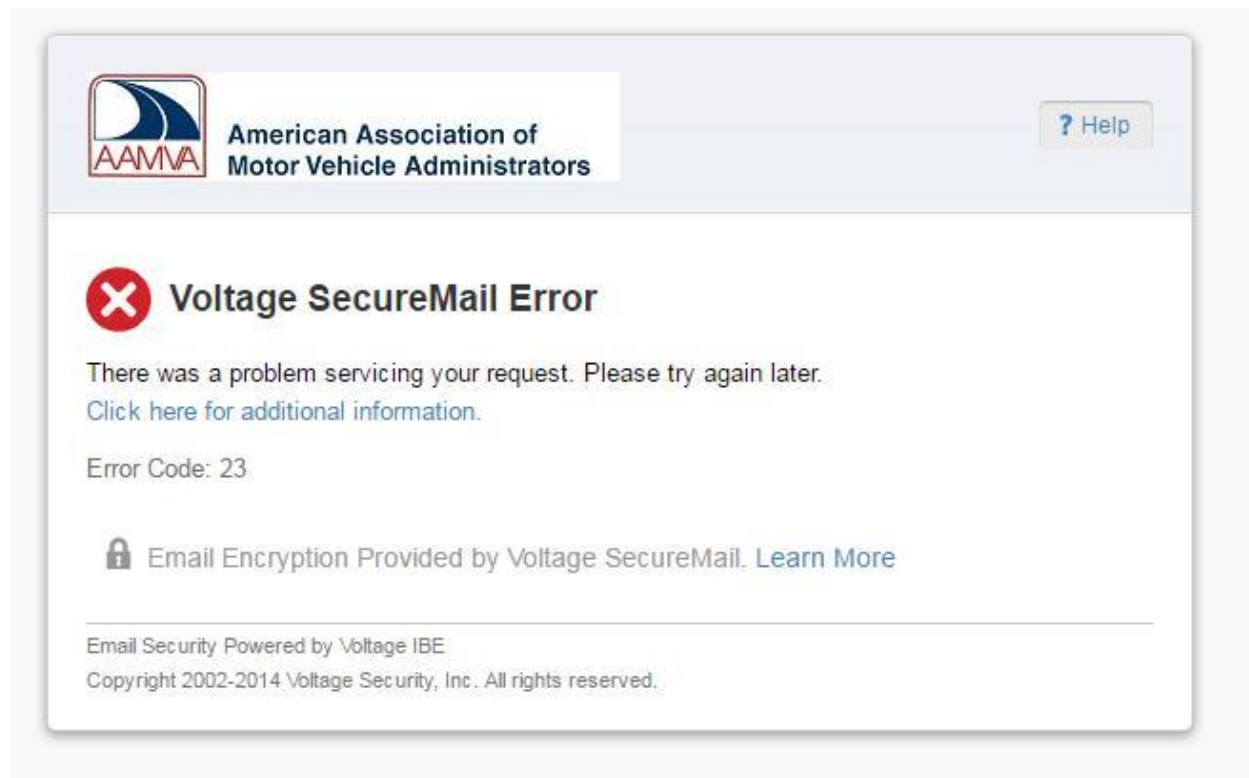 AAMVA
American Association of
Motor Vehicle Administrators
? Help
Voltage SecureMail Error
There was a problem servicing your request. Please try again later.
Click here for additional information.
Error Code: 23
Email Encryption Provided by Voltage SecureMail. Learn More
Email Security Powered by Voltage IBE
Copyright 2002-2014 Voltage Security, Inc. All rights reserved.